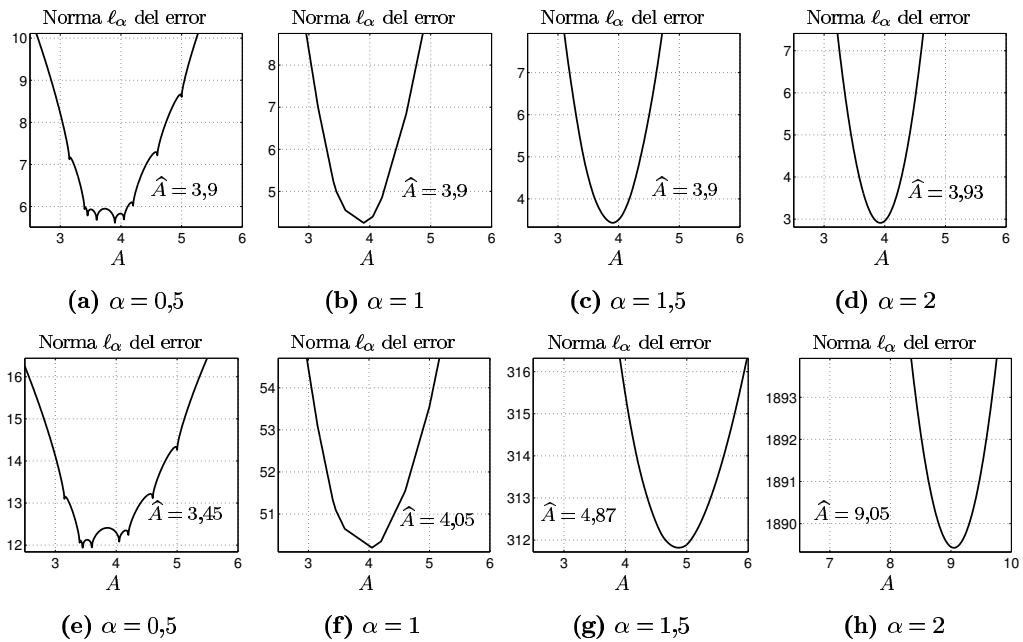 Norma ℓα del error
10
9
8
7
6
3 4 5 6
Â = 3,9
A
(a) α = 0,5
Norma ℓα del error
8
7
6
5
3 4 5 6
Â = 3,9
A
(b) α = 1
Norma ℓα del error
7
6
5
4
3 4 5 6
Â = 3,9
A
(c) α = 1,5
Norma ℓα del error
7
6
5
4
3
3 4 5 6
Â = 3,93
A
(d) α = 2
Norma ℓα del error
16
15
14
13
12
3 4 5 6
Â = 3,45
A
(e) α = 0,5
Norma ℓα del error
54
53
52
51
3 4 5 6
Â = 4,05
A
(f) α = 1
Norma ℓα del error
316
315
314
313
312
3 4 5 6
Â = 4,87
A
(g) α = 1,5
Norma ℓα del error
1893
1892
1891
1890
7 8 9 10
Â = 9,05
A
(h) α = 2